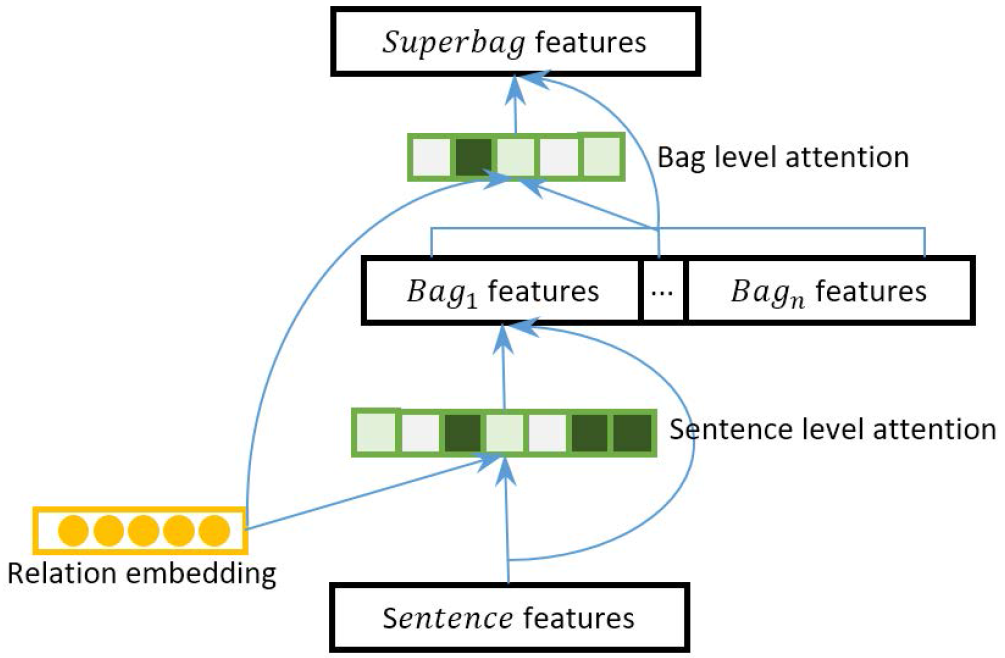 Superbag features
Bag level attention
Bag₁ features ... Bagₙ features
Sentence level attention
Relation embedding
Sentence features